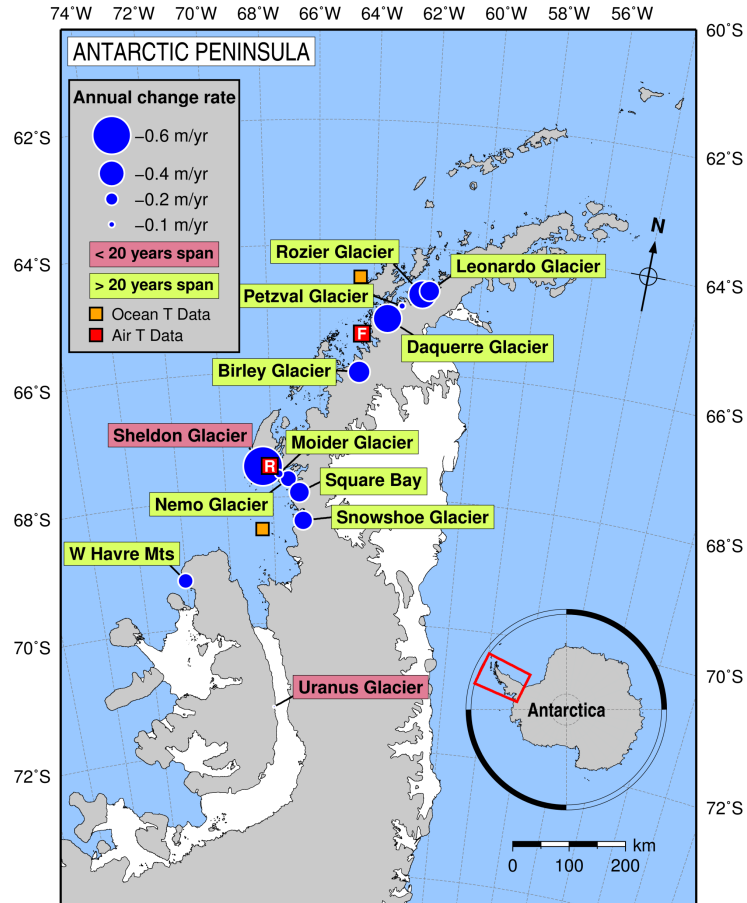 74˚W 72˚W 70˚W 68˚W 66˚W 64˚W 62˚W 60˚W 58˚W 56˚W
60˚S
ANTARCTIC PENINSULA
Annual change rate
−0.6 m/yr
−0.4 m/yr
−0.2 m/yr
−0.1 m/yr
< 20 years span
> 20 years span
Ocean T Data
Air T Data
62˚S
62˚S
N
Rozier Glacier
Leonardo Glacier
64˚S
64˚S
Petzval Glacier
F
Daquerre Glacier
Birley Glacier
66˚S
66˚S
Sheldon Glacier
Moider Glacier
R
Square Bay
Nemo Glacier
Snowshoe Glacier
68˚S
68˚S
W Havre Mts
70˚S
70˚S
Uranus Glacier
Antarctica
72˚S
72˚S
km
0 100 200